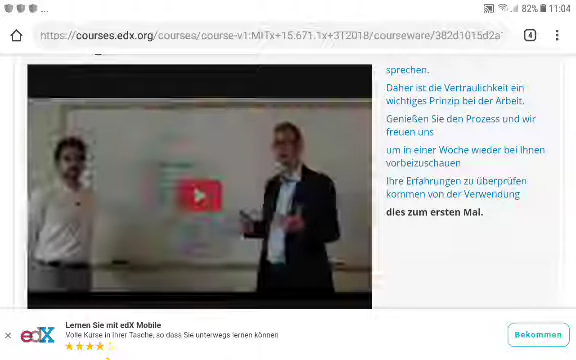 82% 11:04
https://courses.edx.org/courses/course-v1:MITx+15.671.1x+3T2018/courseware/382d1015d2a
4
sprechen.
Daher ist die Vertraulichkeit ein
wichtiges Prinzip bei der Arbeit.
Genießen Sie den Prozess und wir
freuen uns
um in einer Woche wieder bei Ihnen
vorbeizuschauen
Ihre Erfahrungen zu überprüfen
kommen von der Verwendung
dies zum ersten Mal.
edX
Lernen Sie mit edX Mobile
Volle Kurse in Ihrer Tasche, so dass Sie unterwegs lernen können
Bekommen